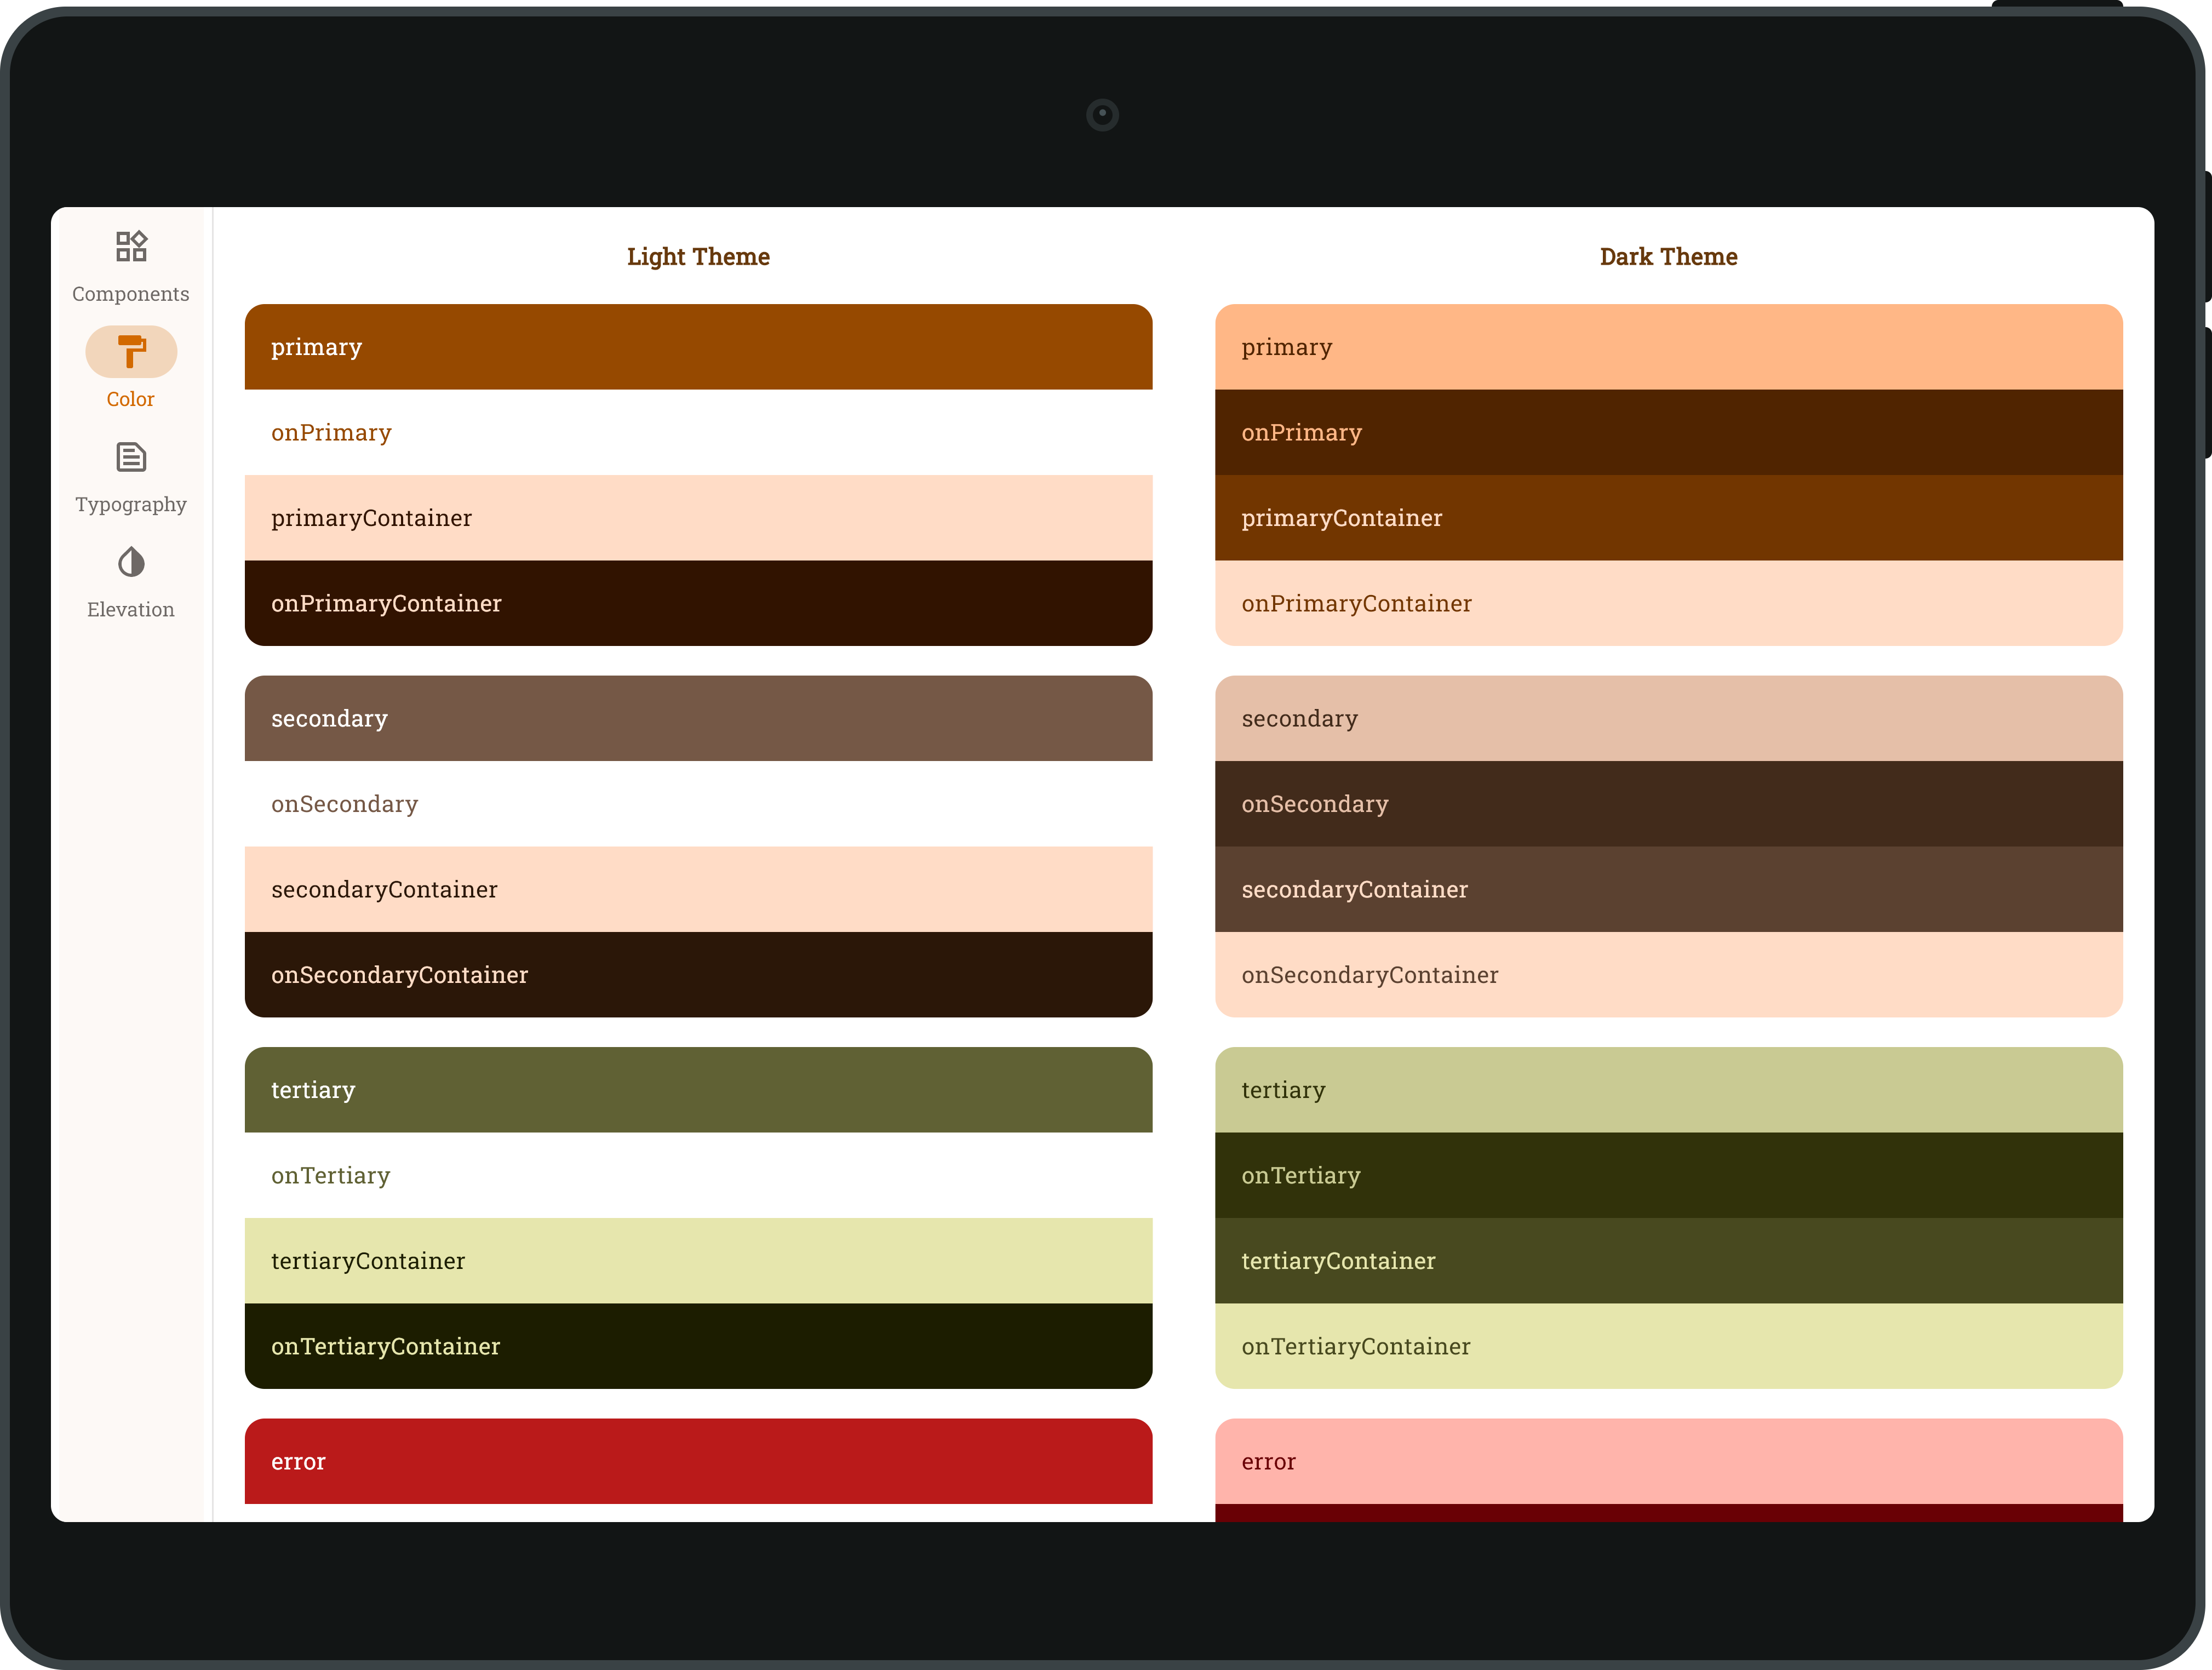 Components
Color
Typography
Elevation
Light Theme
primary
onPrimary
primaryContainer
onPrimaryContainer
secondary
onSecondary
secondaryContainer
onSecondaryContainer
tertiary
onTertiary
tertiaryContainer
onTertiaryContainer
error
Dark Theme
primary
onPrimary
primaryContainer
onPrimaryContainer
secondary
onSecondary
secondaryContainer
onSecondaryContainer
tertiary
onTertiary
tertiaryContainer
onTertiaryContainer
error